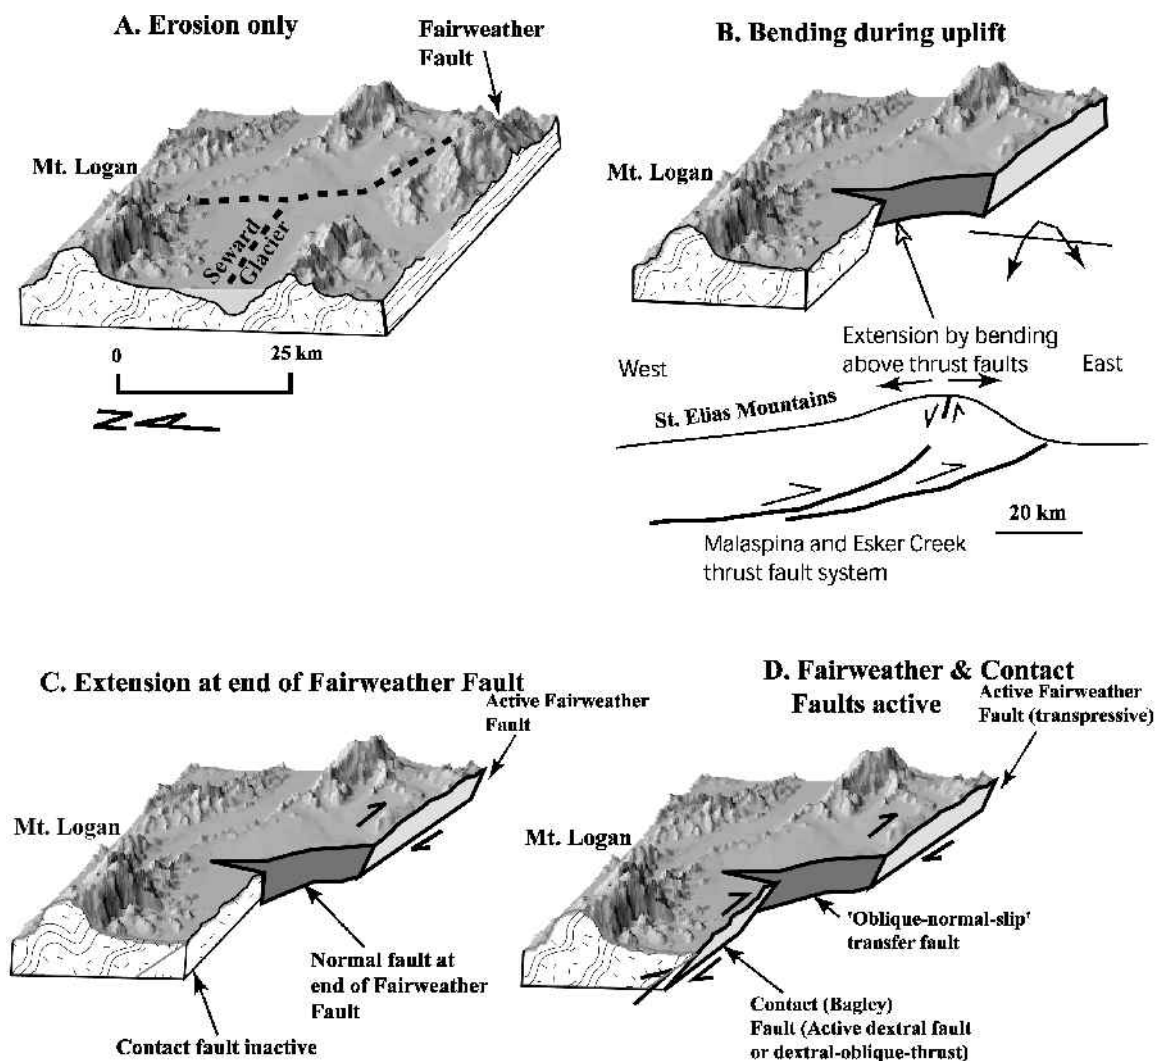 A. Erosion only
Fairweather
Fault
Mt. Logan
Seward
Glacier
0
25 km
N
B. Bending during uplift
Mt. Logan
Extension by bending
above thrust faults
West
East
St. Elias Mountains
20 km
Malaspina and Esker Creek
thrust fault system
C. Extension at end of Fairweather Fault
Active Fairweather
Fault
Mt. Logan
Normal fault at
end of Fairweather
Fault
Contact fault inactive
D. Fairweather & Contact
Faults active
Active Fairweather
Fault (transpressive)
Mt. Logan
'Oblique-normal-slip'
transfer fault
Contact (Bagley)
Fault (Active dextral fault
or dextral-oblique-thrust)